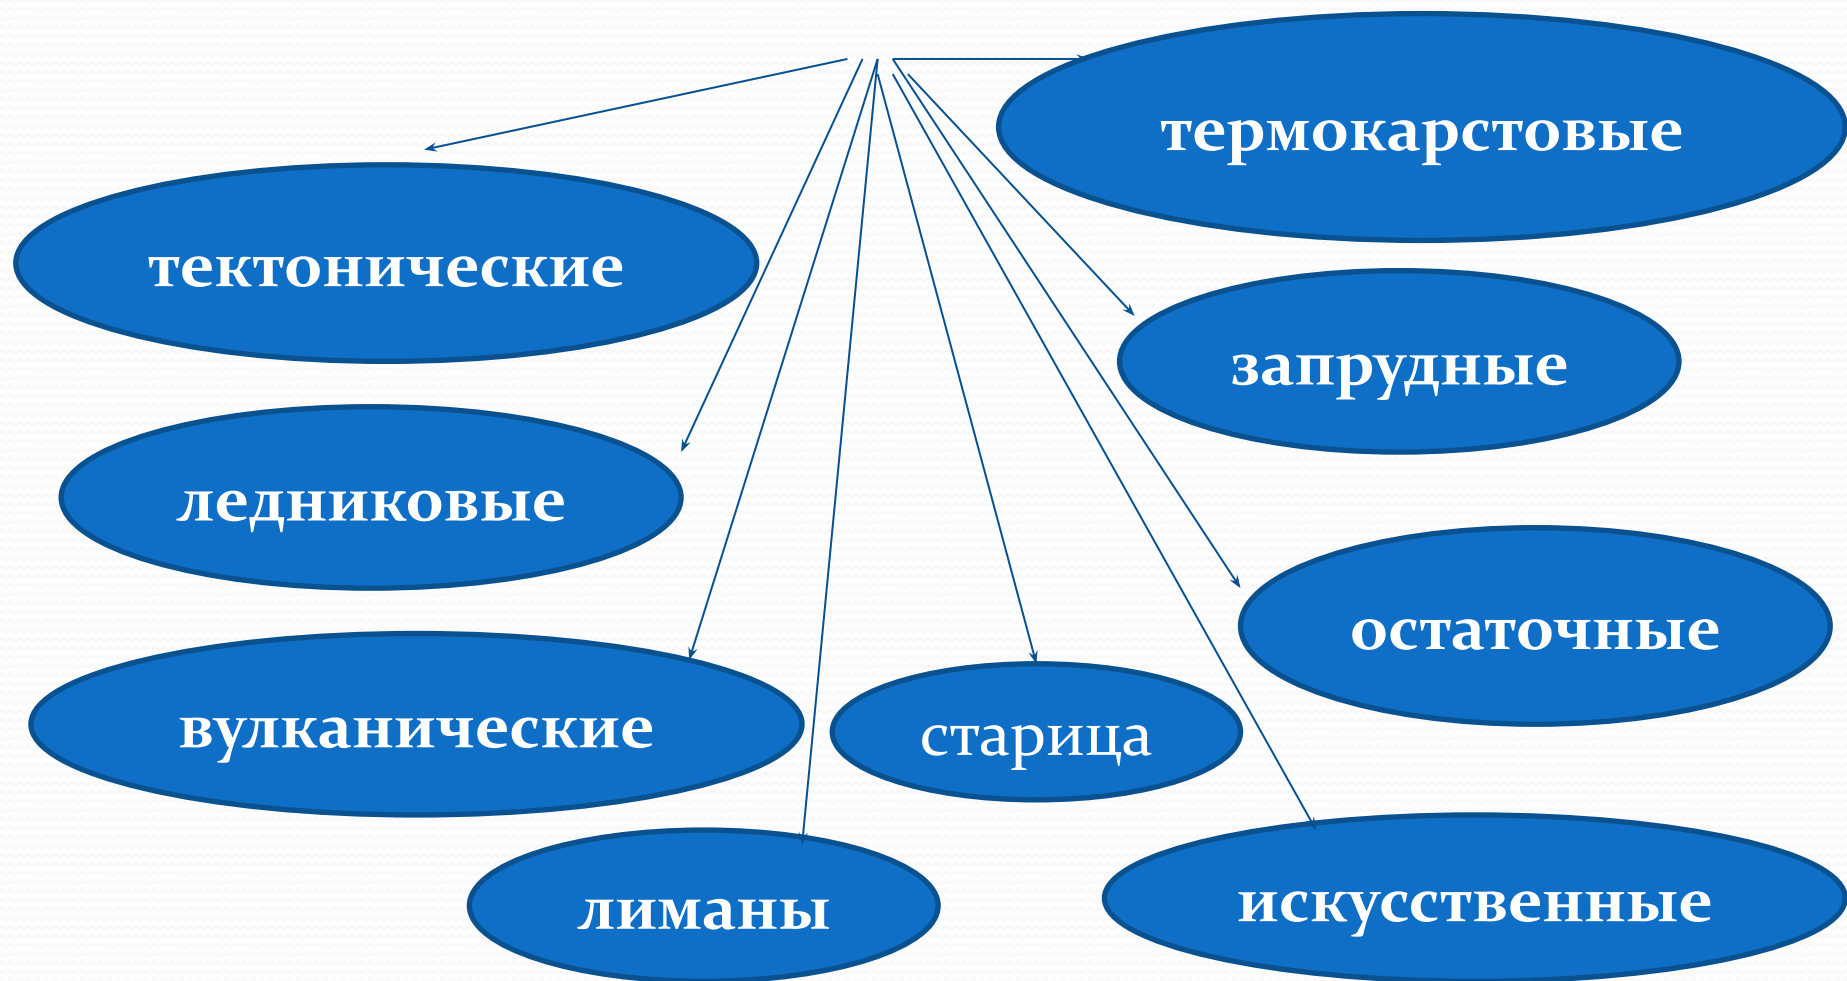 термокарстовые
тектонические
запрудные
ледниковые
остаточные
вулканические
старица
лиманы
искусственные